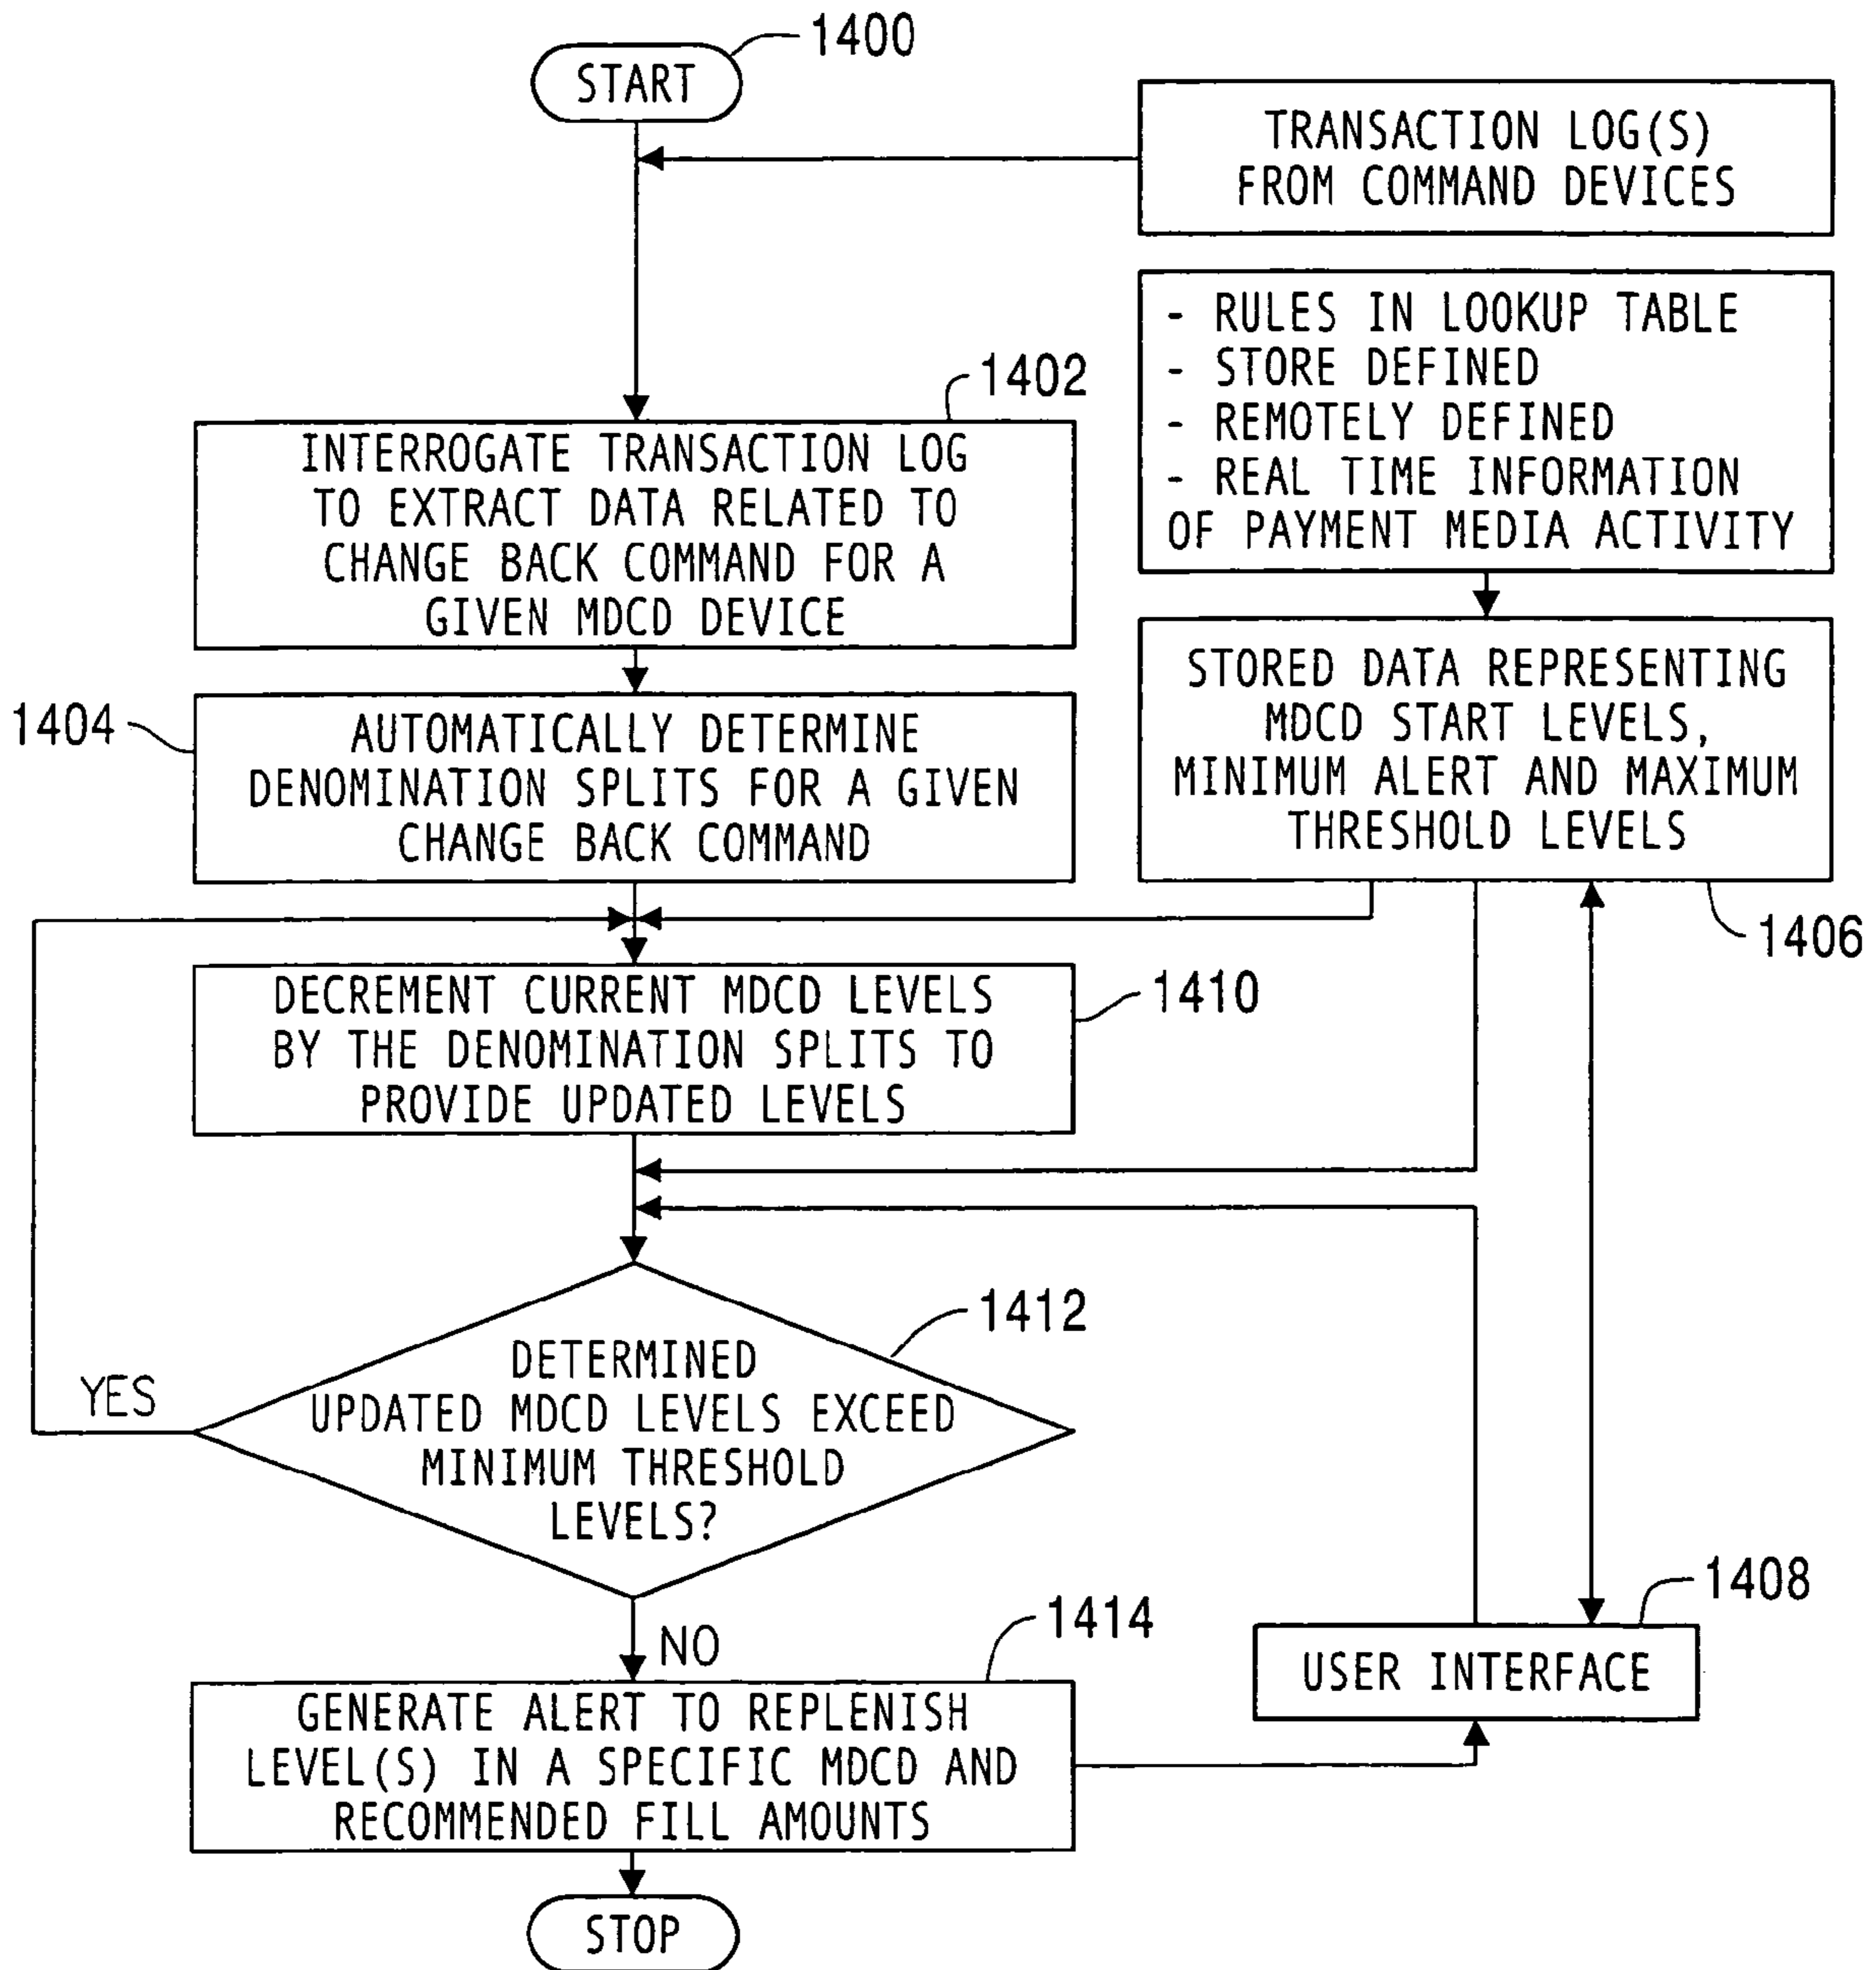 1400
START
TRANSACTION LOG(S)
FROM COMMAND DEVICES
- RULES IN LOOKUP TABLE
- STORE DEFINED
- REMOTELY DEFINED
- REAL TIME INFORMATION
OF PAYMENT MEDIA ACTIVITY
1402
INTERROGATE TRANSACTION LOG
TO EXTRACT DATA RELATED TO
CHANGE BACK COMMAND FOR A
GIVEN MDCD DEVICE
STORED DATA REPRESENTING
MDCD START LEVELS,
MINIMUM ALERT AND MAXIMUM
THRESHOLD LEVELS
1406
1404
AUTOMATICALLY DETERMINE
DENOMINATION SPLITS FOR A GIVEN
CHANGE BACK COMMAND
DECREMENT CURRENT MDCD LEVELS
BY THE DENOMINATION SPLITS TO
PROVIDE UPDATED LEVELS
1410
1412
DETERMINED
UPDATED MDCD LEVELS EXCEED
MINIMUM THRESHOLD
LEVELS?
YES
NO
1408
USER INTERFACE
1414
GENERATE ALERT TO REPLENISH
LEVEL(S) IN A SPECIFIC MDCD AND
RECOMMENDED FILL AMOUNTS
STOP